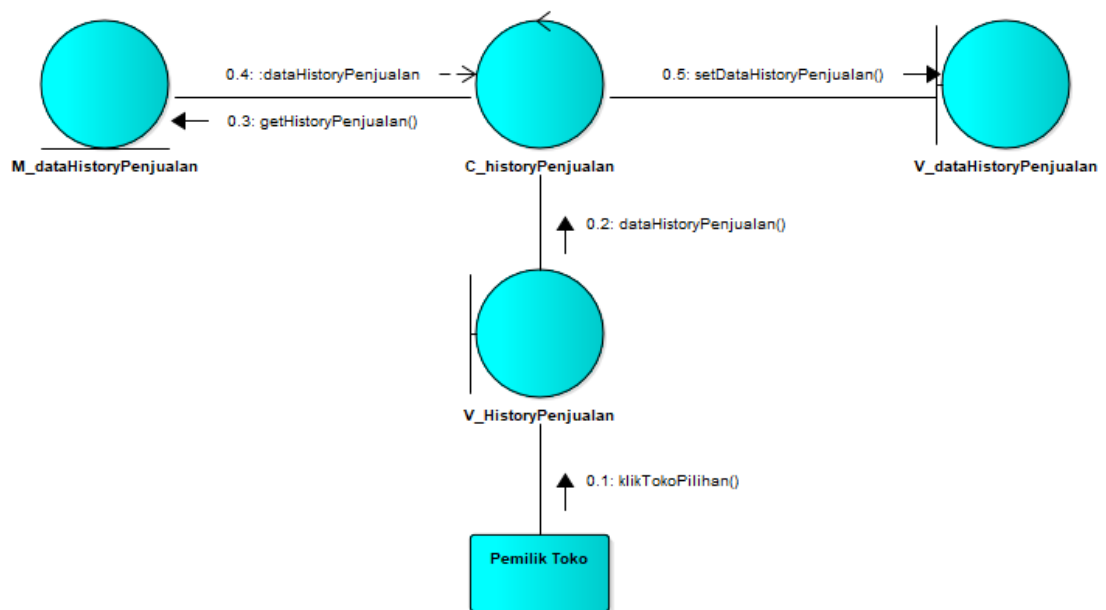 0.4: :dataHistoryPenjualan
0.5: setDataHistoryPenjualan()
0.3: getHistoryPenjualan()
M_dataHistoryPenjualan
C_historyPenjualan
V_dataHistoryPenjualan
0.2: dataHistoryPenjualan()
V_HistoryPenjualan
0.1: klikTokoPilihan()
Pemilik Toko